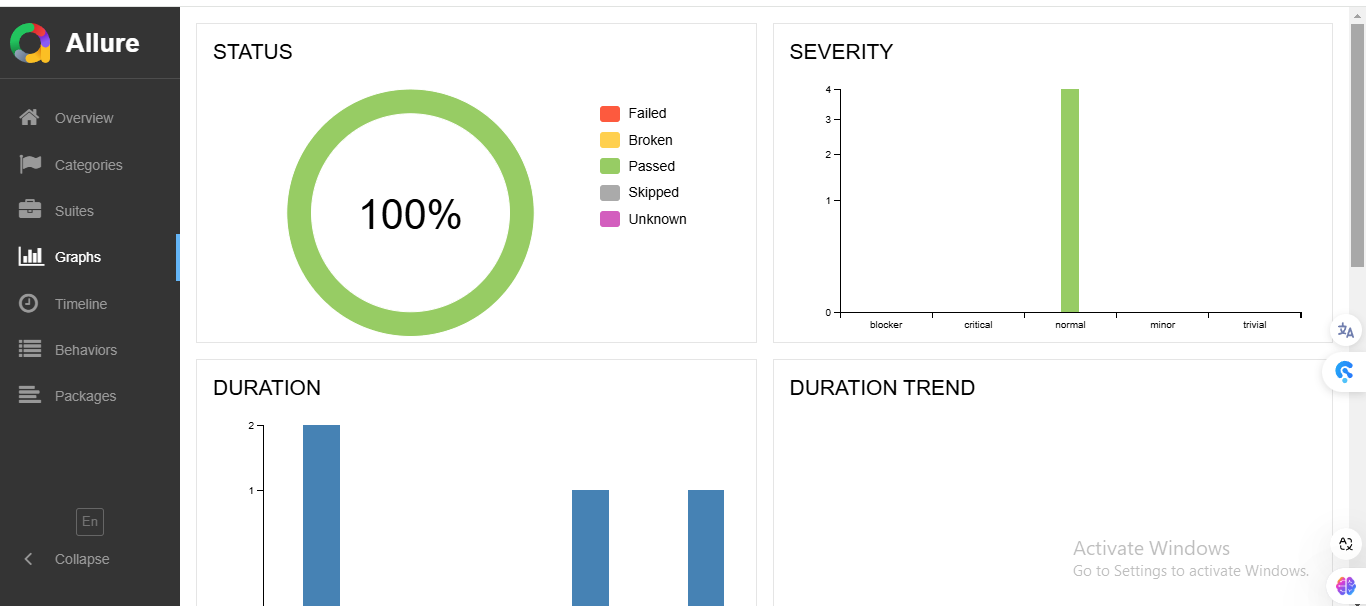 Allure
Overview
Categories
Suites
Graphs
Timeline
Behaviors
Packages
En
Collapse
STATUS
100%
Failed
Broken
Passed
Skipped
Unknown
SEVERITY
4
3
2
1
0
blocker critical normal minor trivial
DURATION
2
1
DURATION TREND
Activate Windows
Go to Settings to activate Windows.